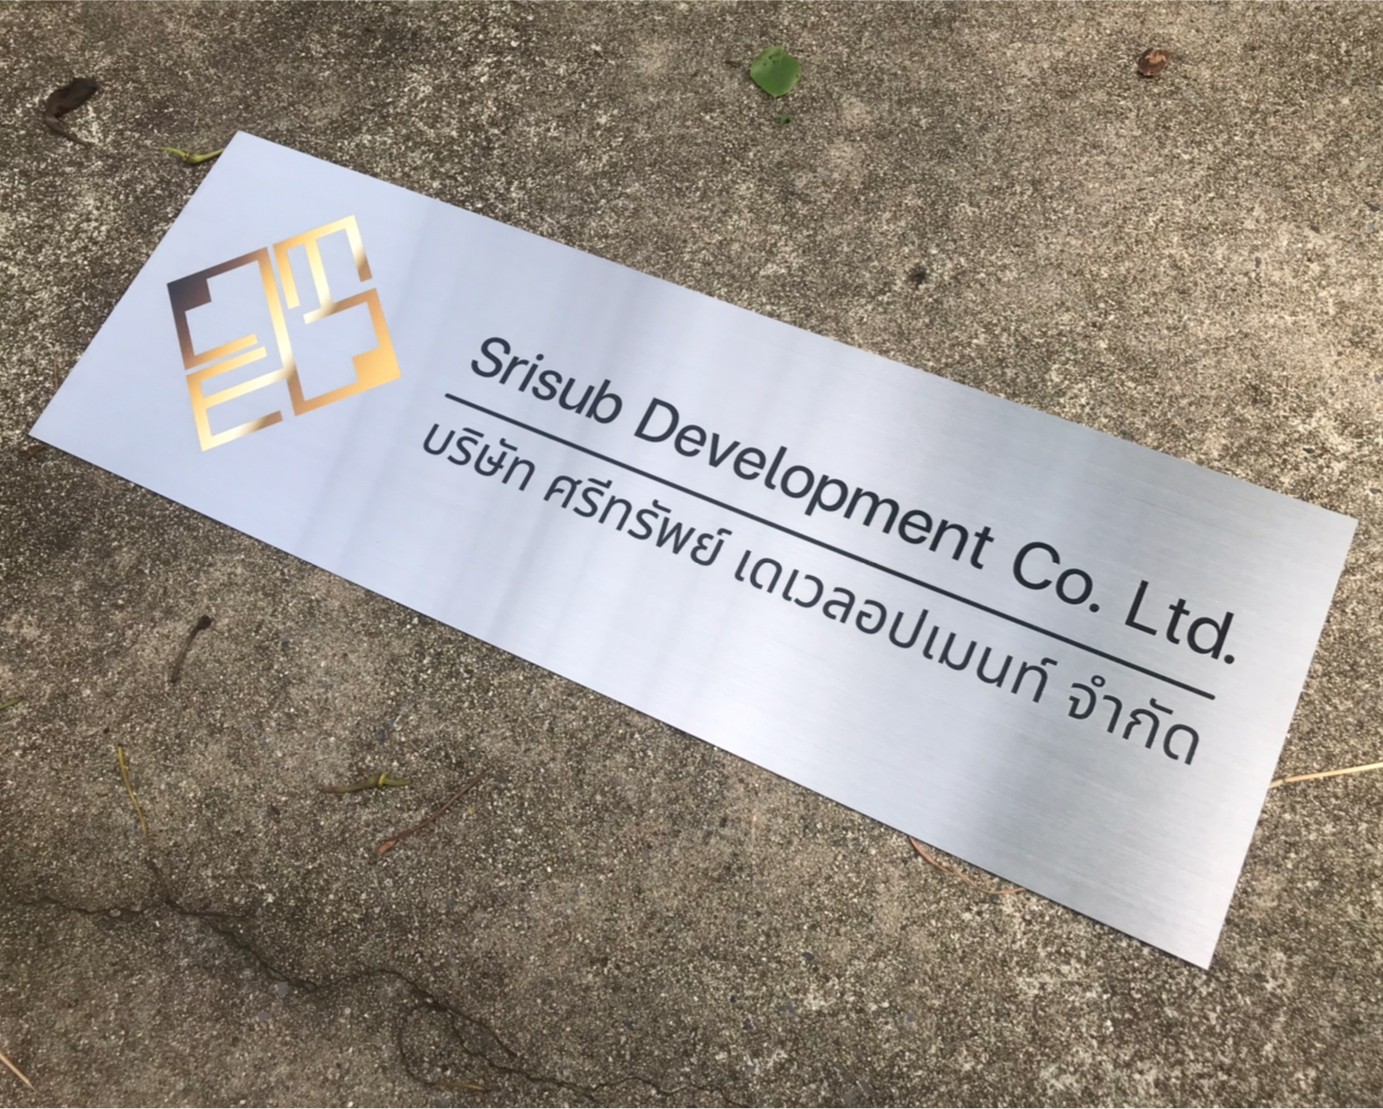 Srisub Development Co. Ltd.
บริษัท ศรีทรัพย์ เดเวลอปเมนท์ จำกัด